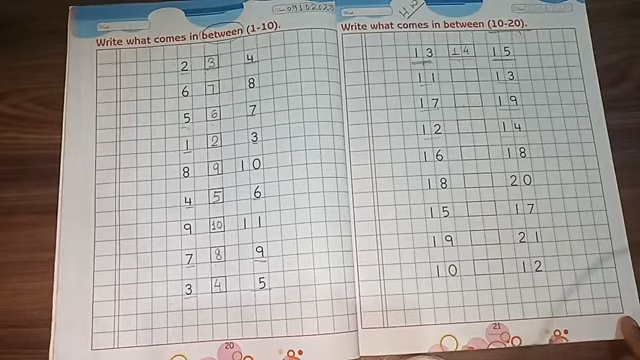 Date 09102023
Write what comes in between (1-10).
2 3 4
6 7 8
5 6 7
1 2 3
8 9 10
4 5 6
9 10 11
7 8 9
3 4 5
20
H.W
Write what comes in between (10-20).
13 14 15
11 13
17 19
12 14
16 18
18 20
15 17
19 21
10 12
21